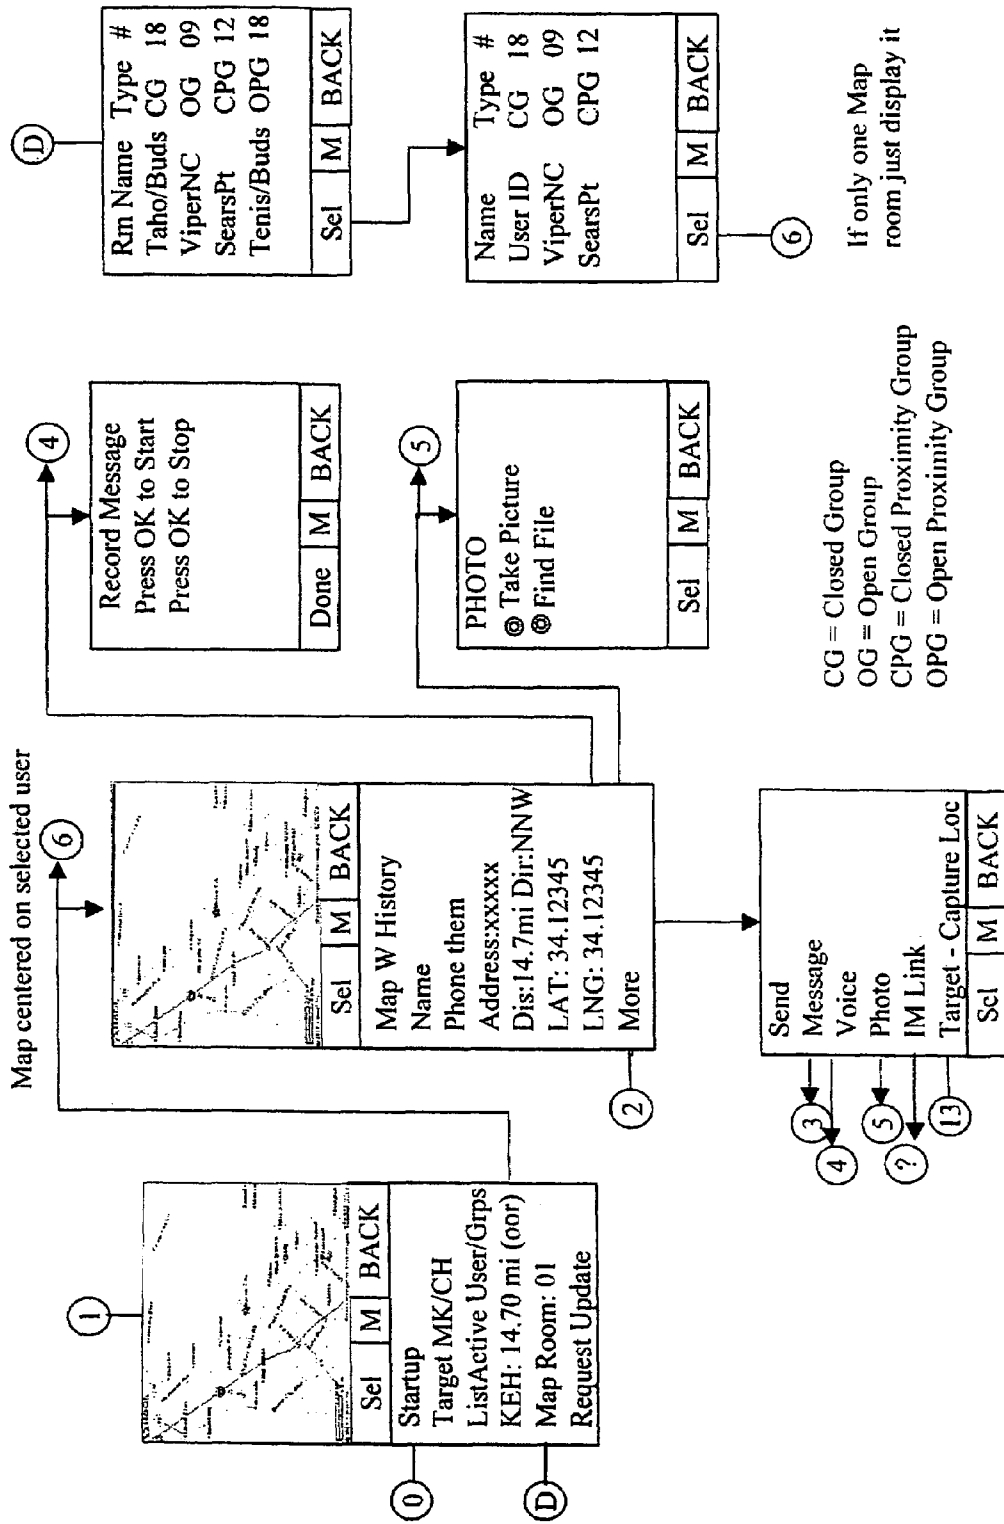 Map centered on selected user
1
Sel M BACK
0
Startup
Target MK/CH
ListActive User/Grps
KEH: 14.70 mi (oor)
D
Map Room: 01
Request Update
6
Sel M BACK
Map W History
Name
Phone them
Address:xxxxxx
Dis:14.7mi Dir:NNW
LAT: 34.12345
LNG: 34.12345
2
More
Send
3
Message
4
Voice
5
Photo
?
IM Link
13
Target - Capture Loc
Sel M BACK
4
Record Message
Press OK to Start
Press OK to Stop
Done M BACK
5
PHOTO
Take Picture
Find File
Sel M BACK
CG = Closed Group
OG = Open Group
CPG = Closed Proximity Group
OPG = Open Proximity Group
D
Rm Name Type #
Taho/Buds CG 18
ViperNC OG 09
SearsPt CPG 12
Tenis/Buds OPG 18
Sel M BACK
Name Type #
User ID CG 18
ViperNC OG 09
SearsPt CPG 12
Sel M BACK
6
If only one Map
room just display it